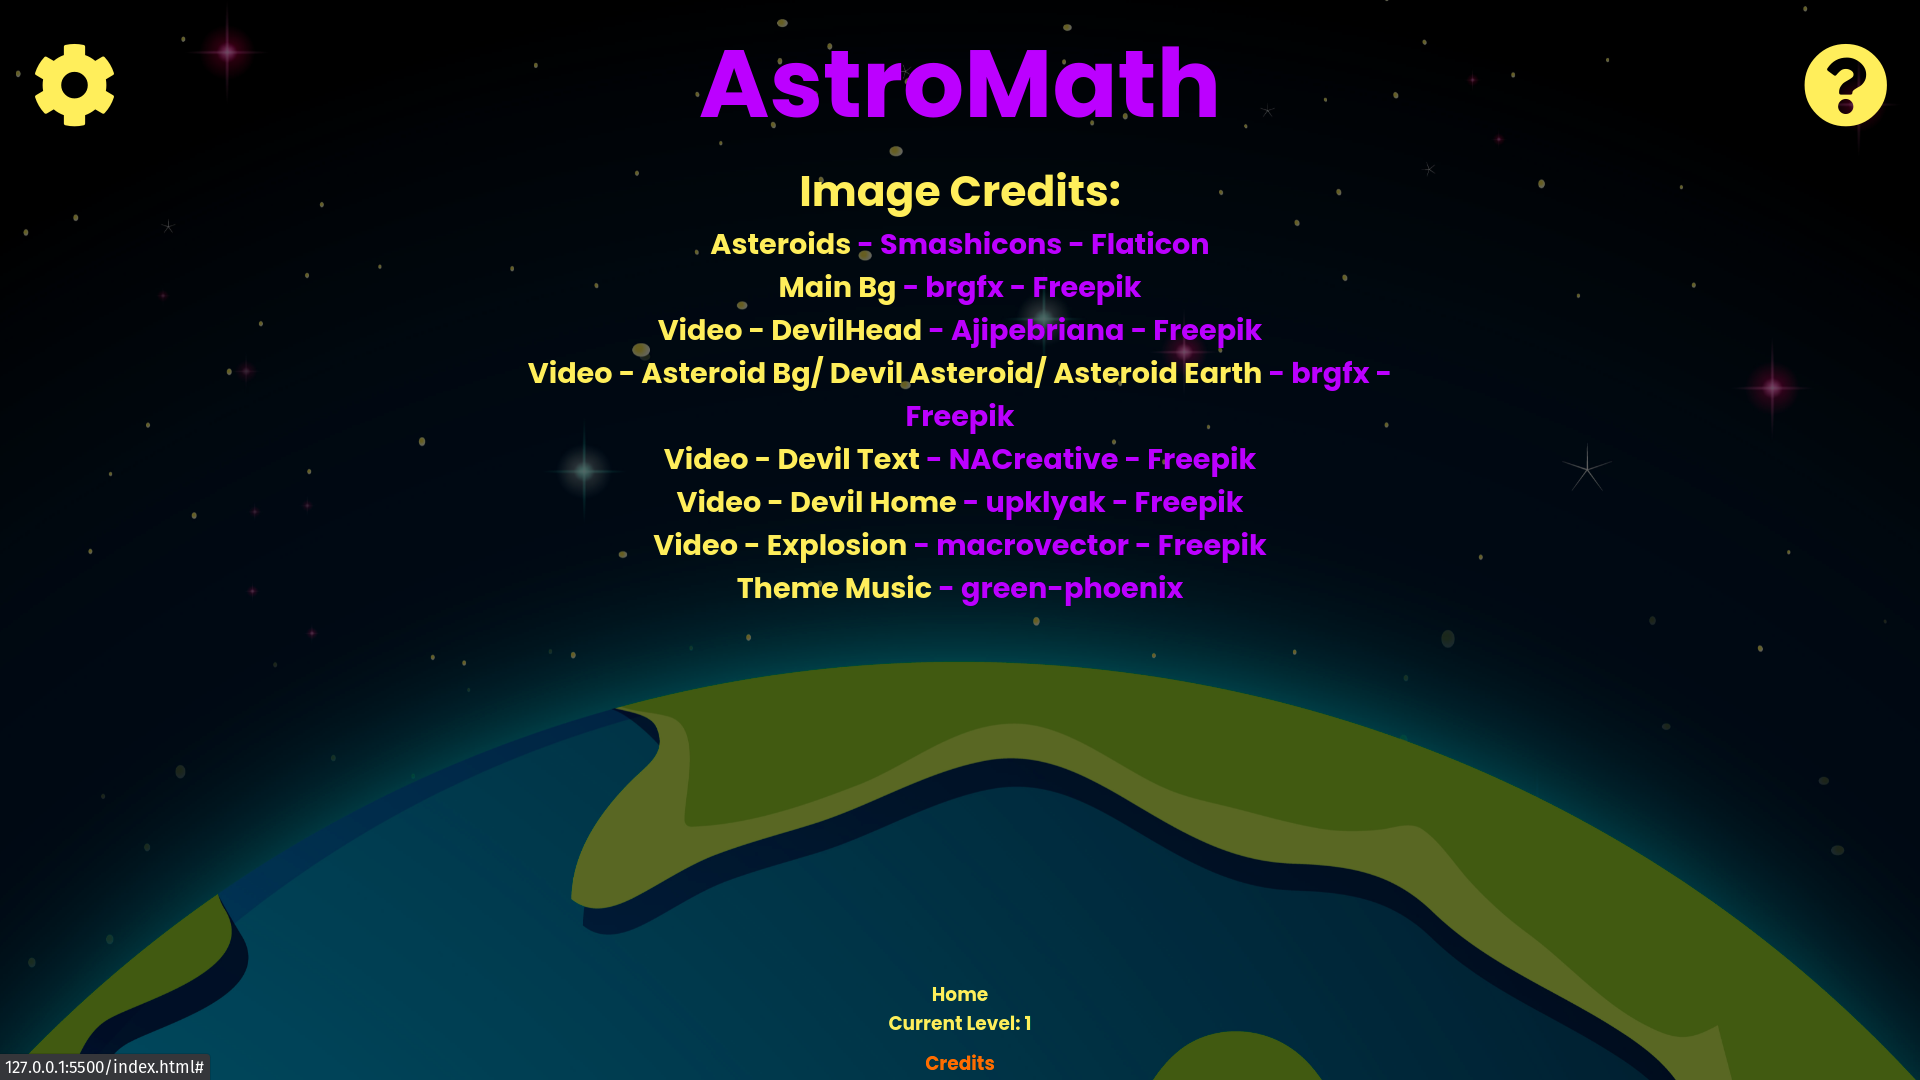 AstroMath
Image Credits:
Asteroids - Smashicons - Flaticon
Main Bg - brgfx - Freepik
Video - DevilHead - Ajipebriana - Freepik
Video - Asteroid Bg/ Devil Asteroid/ Asteroid Earth - brgfx -
Freepik
Video - Devil Text - NACreative - Freepik
Video - Devil Home - upklyak - Freepik
Video - Explosion - macrovector - Freepik
Theme Music - green-phoenix
Home
Current Level: 1
Credits
127.0.0.1:5500/index.html#